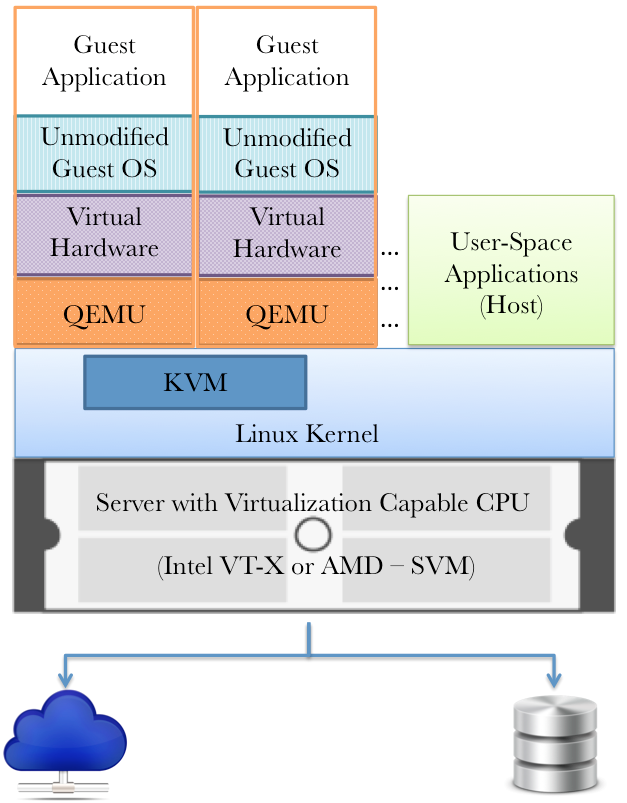 Guest
Application
Guest
Application
Unmodified
Guest OS
Unmodified
Guest OS
Virtual
Hardware
Virtual
Hardware
...
...
...
QEMU
QEMU
User-Space
Applications
(Host)
KVM
Linux Kernel
Server with Virtualization Capable CPU
(Intel VT-X or AMD – SVM)